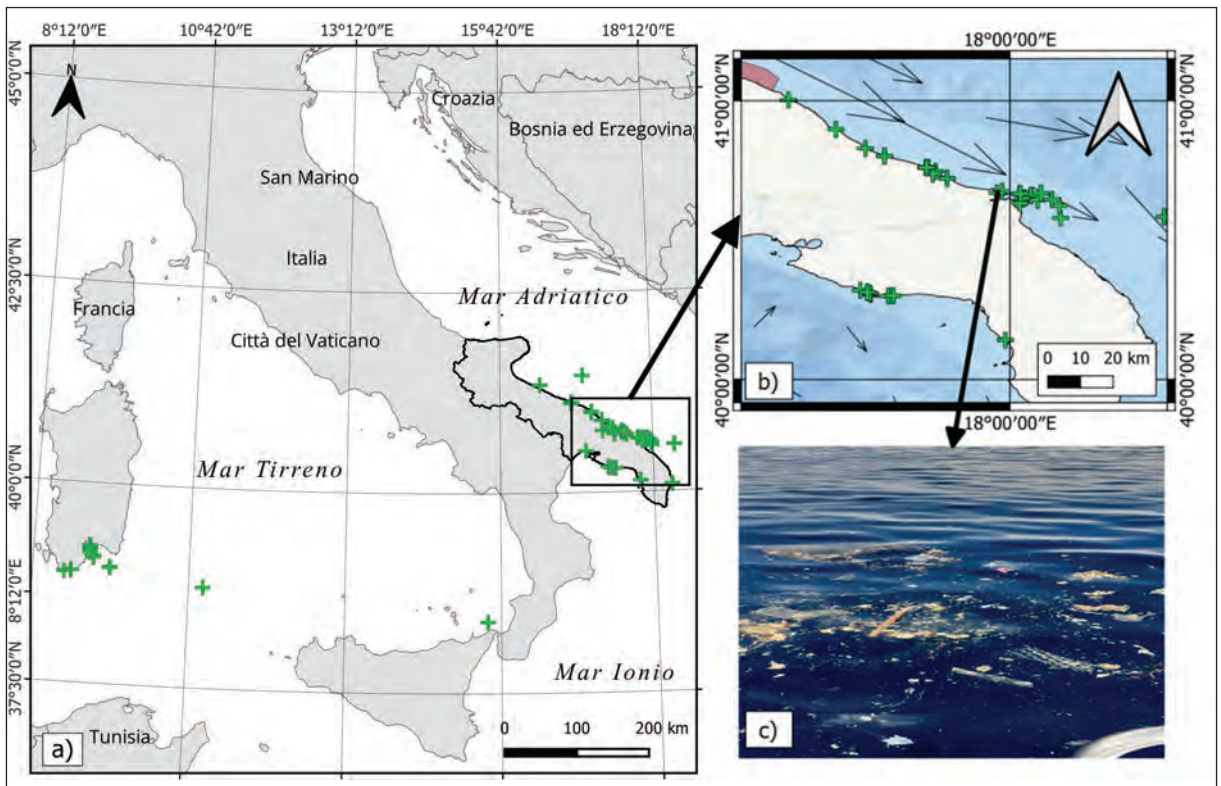 8°12′0″E
10°42′0″E
13°12′0″E
15°42′0″E
18°12′0″E
45°0′0″N
42°30′0″N
40°0′0″N
8°12′0″E
37°30′0″N
N
Croazia
Bosnia ed Erzegovina
San Marino
Italia
Mar Adriatico
Francia
Città del Vaticano
Mar Tirreno
Mar Ionio
Tunisia
0 100 200 km
a)
18°00′00″E
41°00′00″N
41°00′00″N
40°00′00″N
40°00′00″N
0 10 20 km
b)
18°00′00″E
c)